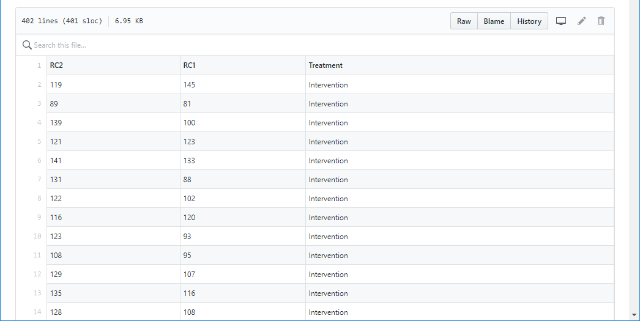 402 lines (401 sloc) 6.95 KB Raw Blame History
Search this file...
1 RC2 RC1 Treatment
2 119 145 Intervention
3 89 81 Intervention
4 139 100 Intervention
5 121 123 Intervention
6 141 133 Intervention
7 131 88 Intervention
8 122 102 Intervention
9 116 120 Intervention
10 123 93 Intervention
11 108 95 Intervention
12 129 107 Intervention
13 135 116 Intervention
14 128 108 Intervention